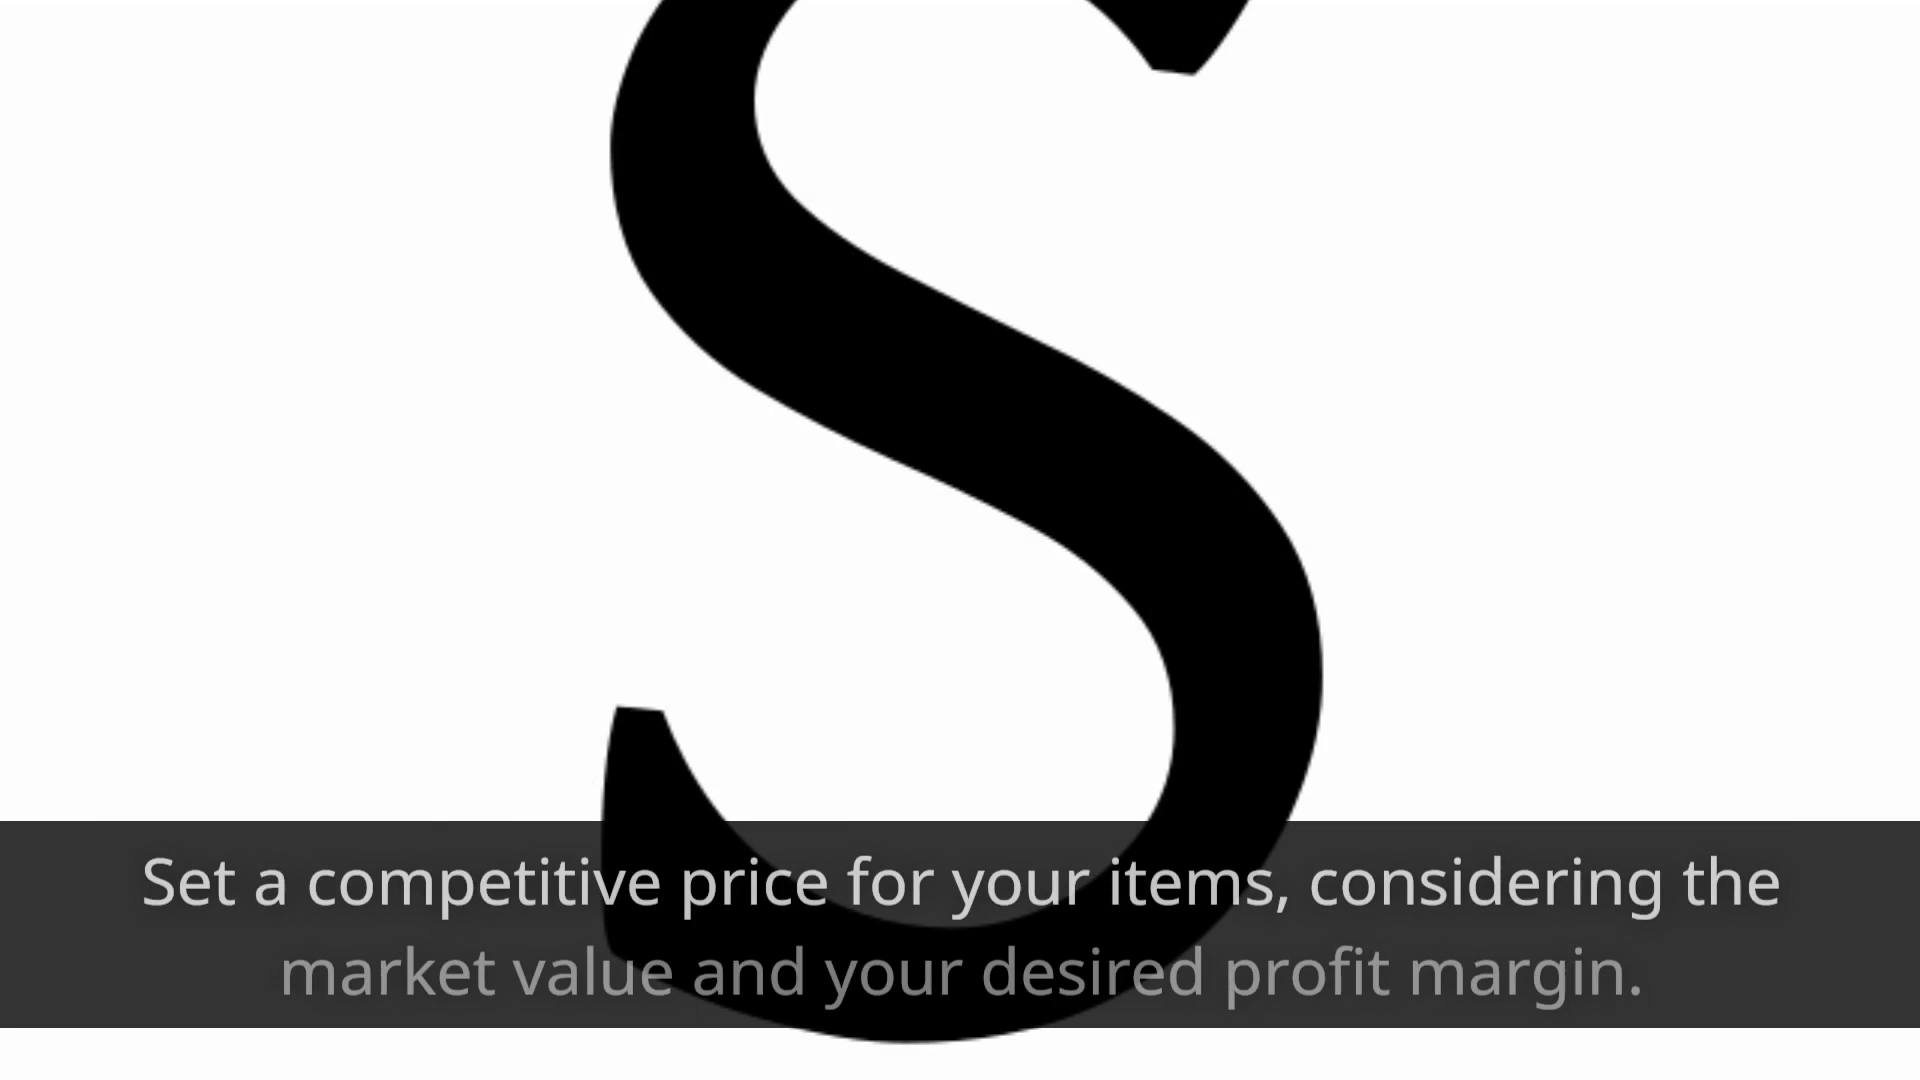 S
Set a competitive price for your items, considering the
market value and your desired profit margin.